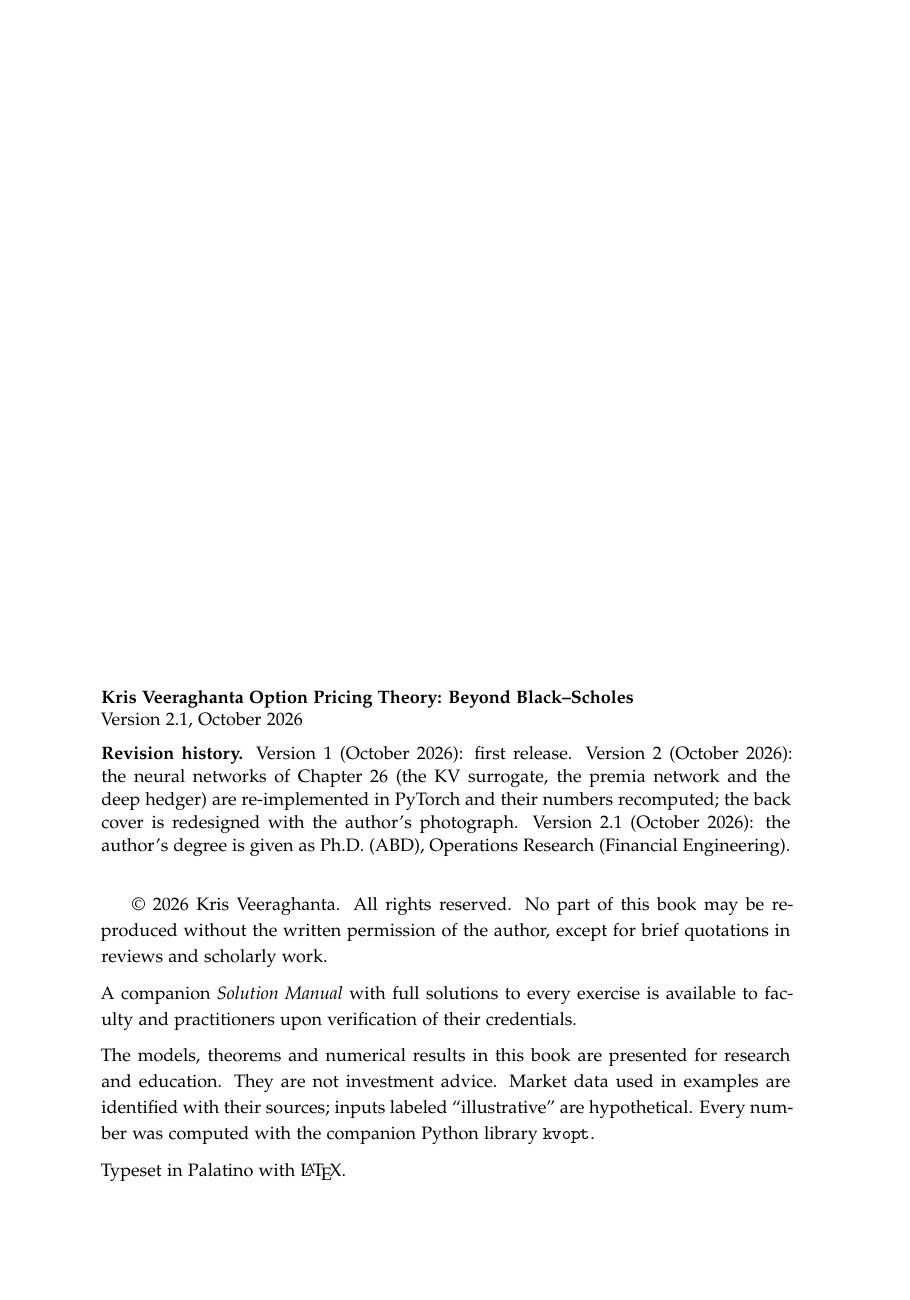 Kris Veeraghanta Option Pricing Theory: Beyond Black–Scholes
Version 2.1, October 2026
Revision history. Version 1 (October 2026): first release. Version 2 (October 2026):
the neural networks of Chapter 26 (the KV surrogate, the premia network and the
deep hedger) are re-implemented in PyTorch and their numbers recomputed; the back
cover is redesigned with the author’s photograph. Version 2.1 (October 2026): the
author’s degree is given as Ph.D. (ABD), Operations Research (Financial Engineering).
© 2026 Kris Veeraghanta. All rights reserved. No part of this book may be re-
produced without the written permission of the author, except for brief quotations in
reviews and scholarly work.
A companion Solution Manual with full solutions to every exercise is available to fac-
ulty and practitioners upon verification of their credentials.
The models, theorems and numerical results in this book are presented for research
and education. They are not investment advice. Market data used in examples are
identified with their sources; inputs labeled “illustrative” are hypothetical. Every num-
ber was computed with the companion Python library kvopt.
Typeset in Palatino with LATEX.